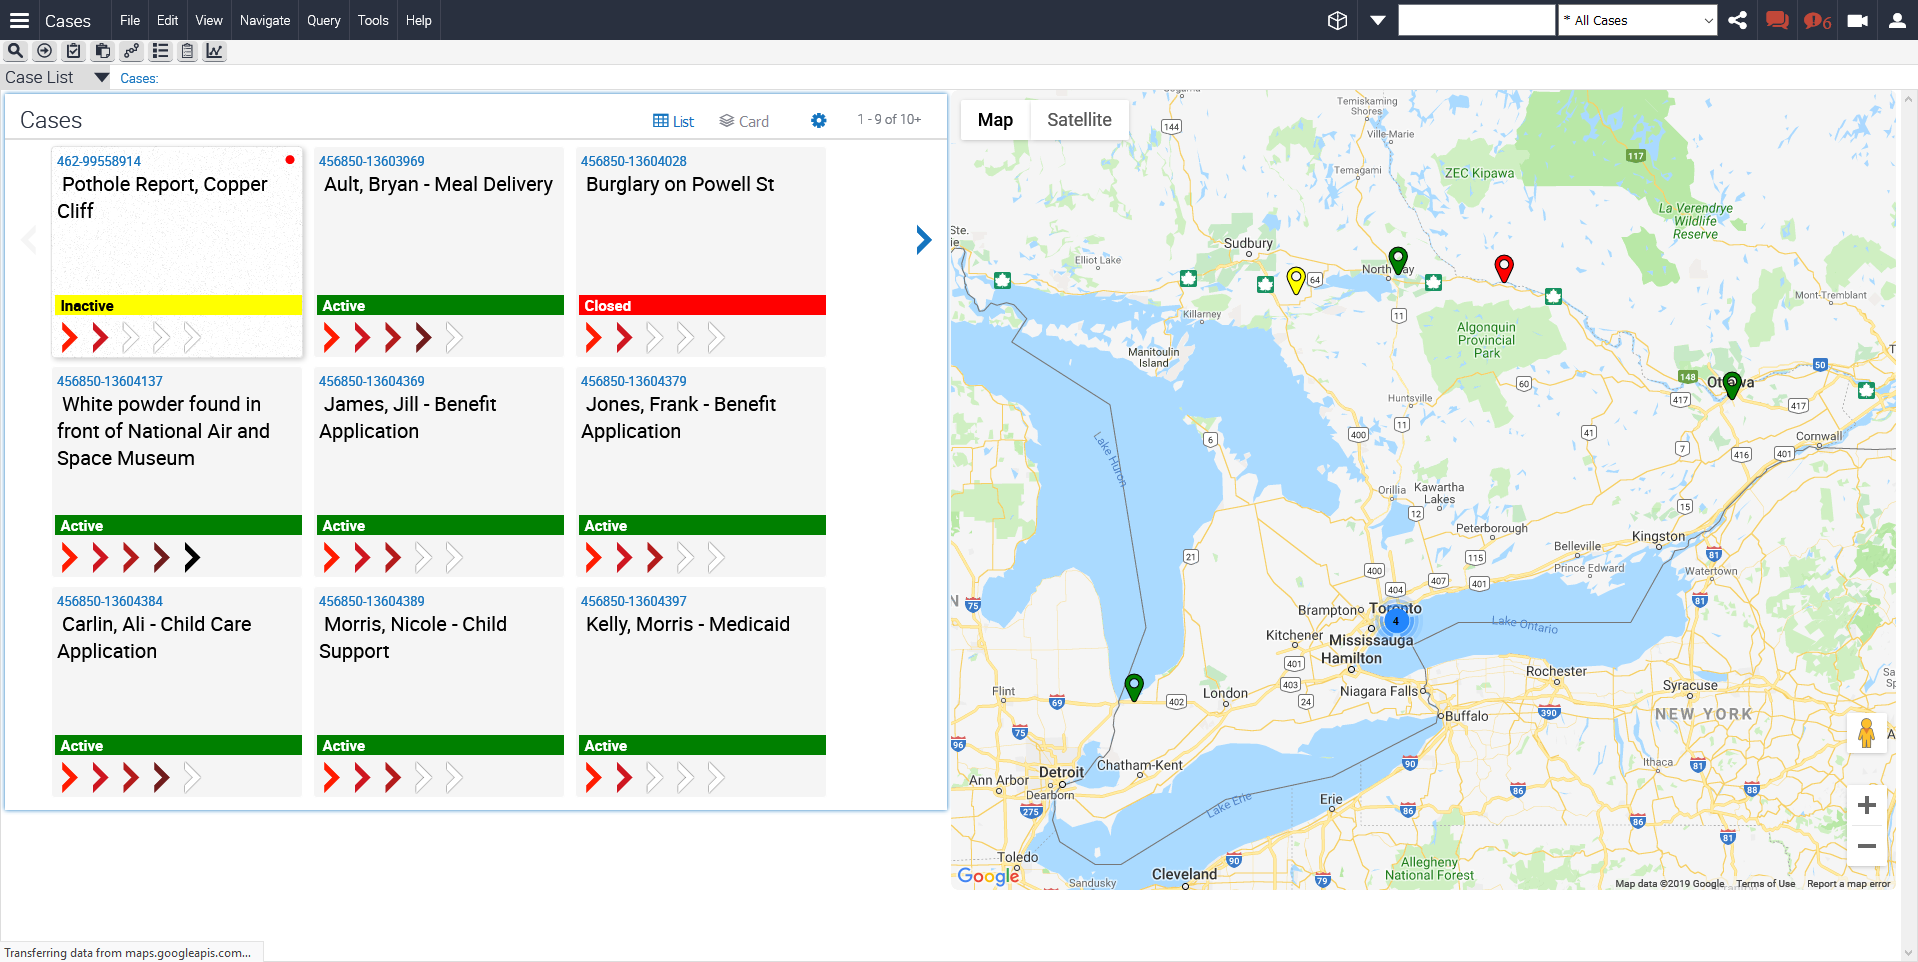 Cases File Edit View Navigate Query Tools Help
* All Cases
6
Case List Cases:
Cases
List Card 1 - 9 of 10+
462-99558914
Pothole Report, Copper
Cliff
Inactive
456850-13603969
Ault, Bryan - Meal Delivery
Active
456850-13604028
Burglary on Powell St
Closed
456850-13604137
White powder found in
front of National Air and
Space Museum
Active
456850-13604369
James, Jill - Benefit
Application
Active
456850-13604379
Jones, Frank - Benefit
Application
Active
456850-13604384
Carlin, Ali - Child Care
Application
Active
456850-13604389
Morris, Nicole - Child
Support
Active
456850-13604397
Kelly, Morris - Medicaid
Active
Map Satellite
144
Temiskaming
Shores
Ville-Marie
117
Temagami
ZEC Kipawa
La Verendrye
Wildlife
Reserve
Ste.
Sudbury
Elliot Lake
North Bay
64
Killarney
11
Mont-Tremblant
Algonquin
Provincial
Park
Manitoulin
Island
60
148
Ottawa
50
417
417
Huntsville
11
400
41
7
416
401
Cornwall
6
Lake Huron
Orillia
Kawartha
Lakes
12
15
Peterborough
Kingston
81
Belleville
Prince Edward
Watertown
21
115
400
407
401
404
75
81
Brampton
Toronto
4
Lake Ontario
Kitchener
Mississauga
Hamilton
401
403
Rochester
Flint
69
402
London
24
Niagara Falls
Syracuse
390
Buffalo
NEW YORK
75
96
Ithaca
81
90
Chatham-Kent
Ann Arbor
Detroit
Dearborn
275
86
88
Lake Erie
Erie
86
86
81
Toledo
90
Allegheny
National Forest
79
Sandusky
Cleveland
Google
Map data ©2019 Google Terms of Use Report a map error
Transferring data from maps.googleapis.com...